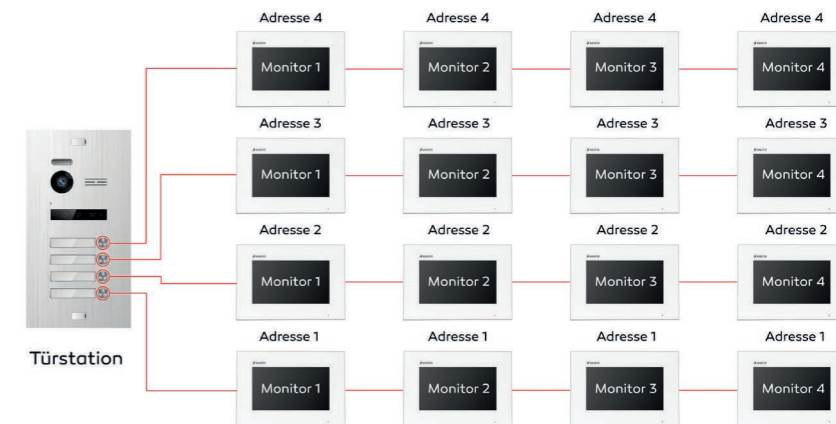 Adresse 4 Adresse 4 Adresse 4 Adresse 4
Monitor 1 Monitor 2 Monitor 3 Monitor 4
Adresse 3 Adresse 3 Adresse 3 Adresse 3
Monitor 1 Monitor 2 Monitor 3 Monitor 4
Adresse 2 Adresse 2 Adresse 2 Adresse 2
Monitor 1 Monitor 2 Monitor 3 Monitor 4
Türstation
Adresse 1 Adresse 1 Adresse 1 Adresse 1
Monitor 1 Monitor 2 Monitor 3 Monitor 4